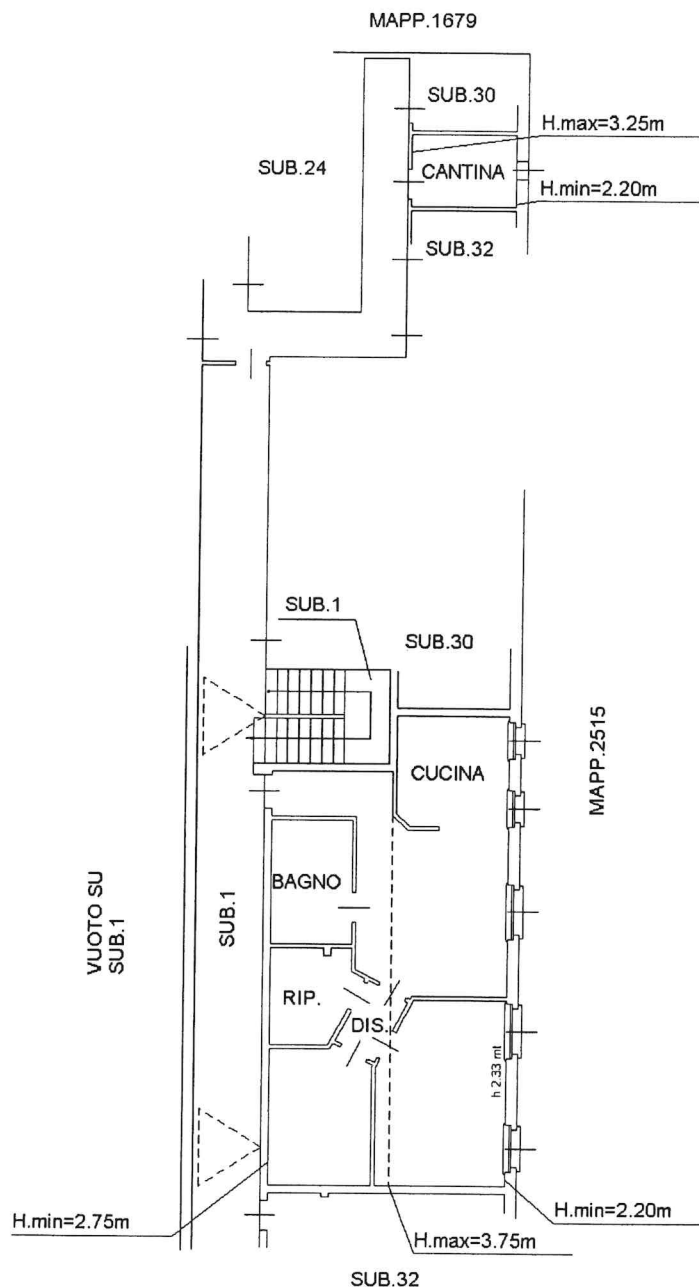 MAPP.1679
SUB.30
H.max=3.25m
SUB.24
CANTINA
H.min=2.20m
SUB.32
SUB.1
SUB.30
MAPP.2515
CUCINA
BAGNO
VUOTO SU
SUB.1
SUB.1
RIP.
DIS.
h 2.33 mt
H.min=2.75m
H.min=2.20m
H.max=3.75m
SUB.32